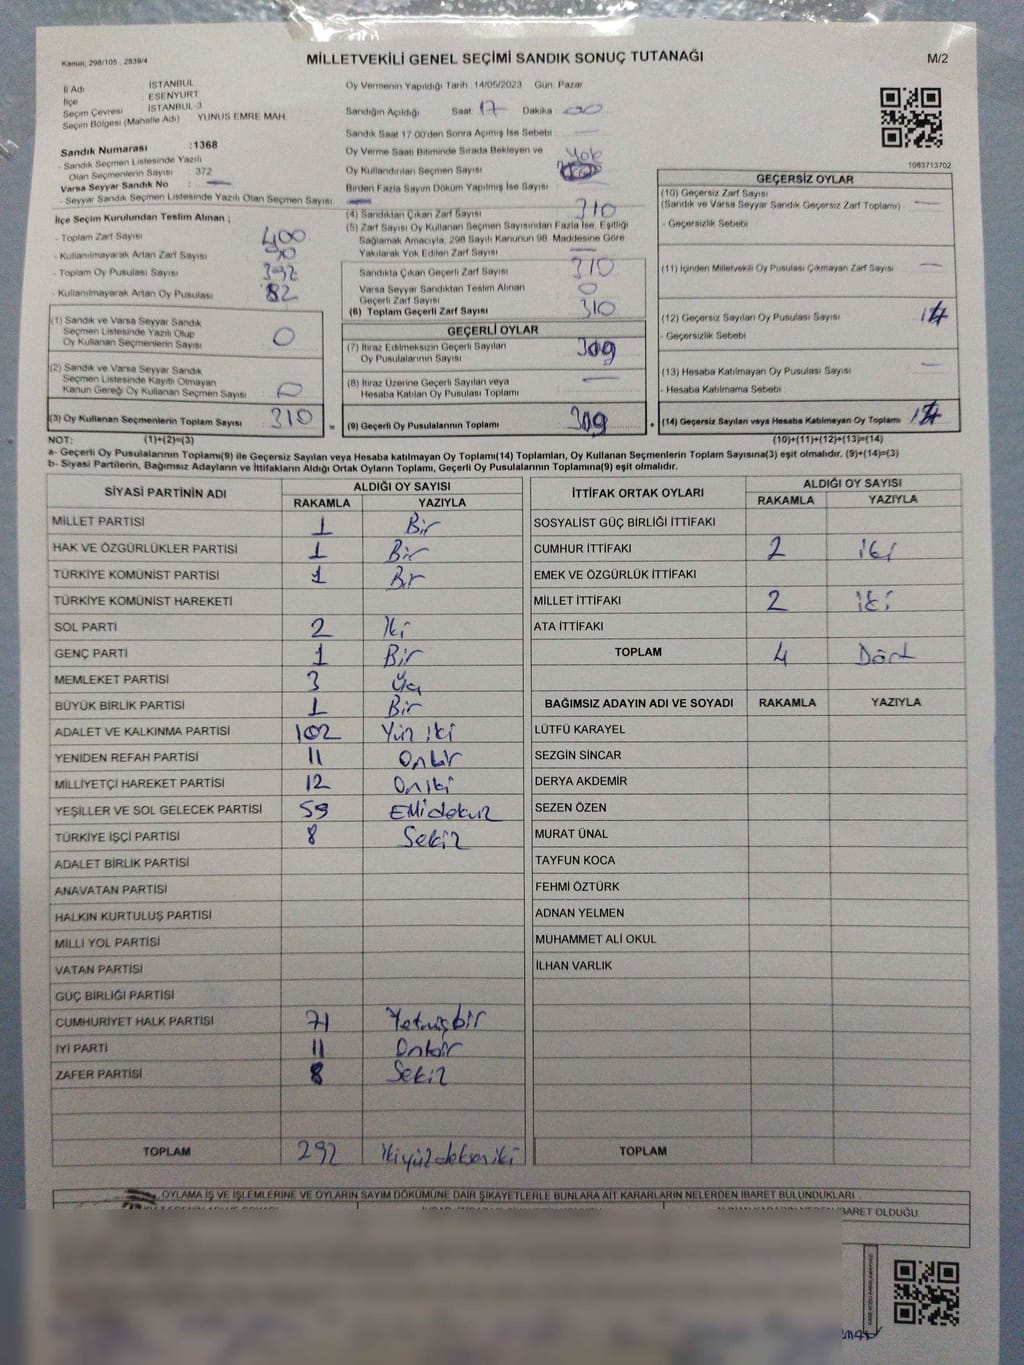 Kanun; 298/105 , 2839/4
MİLLETVEKİLİ GENEL SEÇİMİ SANDIK SONUÇ TUTANAĞI
M/2
İl Adı İSTANBUL
İlçe ESENYURT
Seçim Çevresi İSTANBUL-3
Seçim Bölgesi (Mahalle Adı) YUNUS EMRE MAH.
Sandık Numarası :1368
- Sandık Seçmen Listesinde Yazılı
Olan Seçmenlerin Sayısı 372
Varsa Seyyar Sandık No —
- Seyyar Sandık Seçmen Listesinde Yazılı Olan Seçmen Sayısı —
İlçe Seçim Kurulundan Teslim Alınan ;
- Toplam Zarf Sayısı 400
- Kullanılmayarak Artan Zarf Sayısı 90
- Toplam Oy Pusulası Sayısı 392
- Kullanılmayarak Artan Oy Pusulası 82
(1) Sandık ve Varsa Seyyar Sandık
Seçmen Listesinde Yazılı Olup
Oy Kullanan Seçmenlerin Sayısı 0
(2) Sandık ve Varsa Seyyar Sandık
Seçmen Listesinde Kayıtlı Olmayan
Kanun Gereği Oy Kullanan Seçmen Sayısı 0
(3) Oy Kullanan Seçmenlerin Toplam Sayısı 310
Oy Vermenin Yapıldığı Tarih :14/05/2023 Gün: Pazar
Sandığın Açıldığı Saat 17 Dakika 00
Sandık Saat 17:00'den Sonra Açılmış İse Sebebi —
Oy Verme Saati Bitiminde Sırada Bekleyen ve Yok
Oy Kullandırılan Seçmen Sayısı
Birden Fazla Sayım Döküm Yapılmış İse Sayısı —
(4) Sandıktan Çıkan Zarf Sayısı 310
(5) Zarf Sayısı Oy Kullanan Seçmen Sayısından Fazla İse, Eşitliği
Sağlamak Amacıyla, 298 Sayılı Kanunun 98. Maddesine Göre
Yakılarak Yok Edilen Zarf Sayısı —
Sandıkta Çıkan Geçerli Zarf Sayısı 310
Varsa Seyyar Sandıktan Teslim Alınan
Geçerli Zarf Sayısı 0
(6) Toplam Geçerli Zarf Sayısı 310
GEÇERLİ OYLAR
(7) İtiraz Edilmeksizin Geçerli Sayılan
Oy Pusulalarının Sayısı 309
(8) İtiraz Üzerine Geçerli Sayılan veya
Hesaba Katılan Oy Pusulası Toplamı —
= (9) Geçerli Oy Pusulalarının Toplamı 309
1083713702
GEÇERSİZ OYLAR
(10) Geçersiz Zarf Sayısı
(Sandık ve Varsa Seyyar Sandık Geçersiz Zarf Toplamı) —
- Geçersizlik Sebebi
(11) İçinden Milletvekili Oy Pusulası Çıkmayan Zarf Sayısı —
(12) Geçersiz Sayılan Oy Pusulası Sayısı 1
- Geçersizlik Sebebi
(13) Hesaba Katılmayan Oy Pusulası Sayısı —
- Hesaba Katılmama Sebebi
+ (14) Geçersiz Sayılan veya Hesaba Katılmayan Oy Toplamı 1
NOT: (1)+(2)=(3) (10)+(11)+(12)+(13)=(14)
a- Geçerli Oy Pusulalarının Toplamı(9) ile Geçersiz Sayılan veya Hesaba katılmayan Oy Toplamı(14) Toplamları, Oy Kullanan Seçmenlerin Toplam Sayısına(3) eşit olmalıdır. (9)+(14)=(3)
b- Siyasi Partilerin, Bağımsız Adayların ve İttifakların Aldığı Ortak Oyların Toplamı, Geçerli Oy Pusulalarının Toplamına(9) eşit olmalıdır.
SİYASİ PARTİNİN ADI ALDIĞI OY SAYISI
RAKAMLA YAZIYLA
MİLLET PARTİSİ 1 Bir
HAK VE ÖZGÜRLÜKLER PARTİSİ 1 Bir
TÜRKİYE KOMÜNİST PARTİSİ 1 Bir
TÜRKİYE KOMÜNİST HAREKETİ
SOL PARTİ 2 İki
GENÇ PARTİ 1 Bir
MEMLEKET PARTİSİ 3 Üç
BÜYÜK BİRLİK PARTİSİ 1 Bir
ADALET VE KALKINMA PARTİSİ 102 Yüz iki
YENİDEN REFAH PARTİSİ 11 Onbir
MİLLİYETÇİ HAREKET PARTİSİ 12 Oniki
YEŞİLLER VE SOL GELECEK PARTİSİ 59 Ellidokuz
TÜRKİYE İŞÇİ PARTİSİ 8 Sekiz
ADALET BİRLİK PARTİSİ
ANAVATAN PARTİSİ
HALKIN KURTULUŞ PARTİSİ
MİLLİ YOL PARTİSİ
VATAN PARTİSİ
GÜÇ BİRLİĞİ PARTİSİ
CUMHURİYET HALK PARTİSİ 71 Yetmişbir
İYİ PARTİ 11 Onbir
ZAFER PARTİSİ 8 Sekiz
TOPLAM 292
İTTİFAK ORTAK OYLARI ALDIĞI OY SAYISI
RAKAMLA YAZIYLA
SOSYALİST GÜÇ BİRLİĞİ İTTİFAKI
CUMHUR İTTİFAKI 2 iki
EMEK VE ÖZGÜRLÜK İTTİFAKI
MİLLET İTTİFAKI 2 iki
ATA İTTİFAKI
TOPLAM 4 Dört
BAĞIMSIZ ADAYIN ADI VE SOYADI RAKAMLA YAZIYLA
LÜTFÜ KARAYEL
SEZGİN SİNCAR
DERYA AKDEMİR
SEZEN ÖZEN
MURAT ÜNAL
TAYFUN KOCA
FEHMİ ÖZTÜRK
ADNAN YELMEN
MUHAMMET ALİ OKUL
İLHAN VARLIK
TOPLAM
OYLAMA İŞ VE İŞLEMLERİNE VE OYLARIN SAYIM DÖKÜMÜNE DAİR ŞİKAYETLERLE BUNLARA AİT KARARLARIN NELERDEN İBARET BULUNDUKLARI
İBARET OLDUĞU